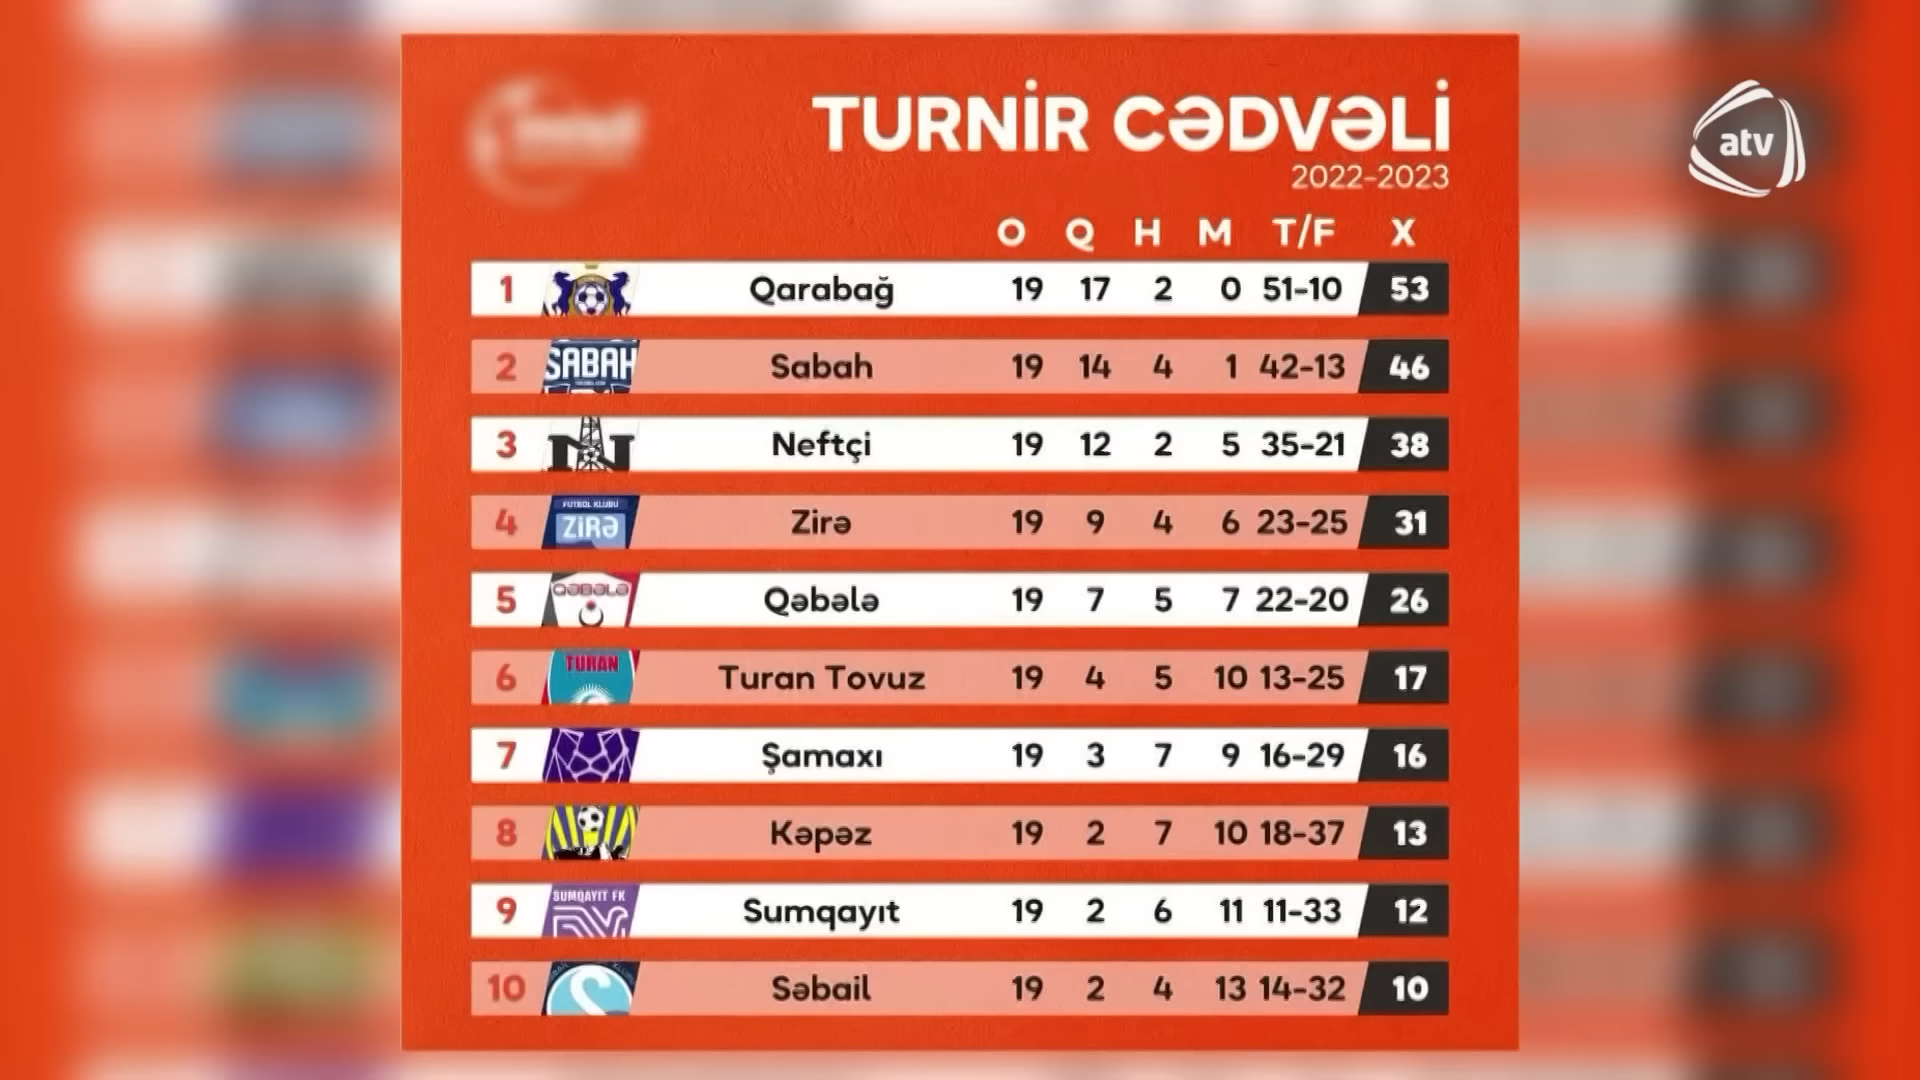 TURNİR CƏDVƏLİ
atv
2022-2023
O Q H M T/F X
1 Qarabağ 19 17 2 0 51-10 53
2 SABAH Sabah 19 14 4 1 42-13 46
3 N Neftçi 19 12 2 5 35-21 38
4 FUTBOL KLUBU ZİRƏ Zirə 19 9 4 6 23-25 31
5 QƏBƏLƏ Qəbələ 19 7 5 7 22-20 26
6 TURAN Turan Tovuz 19 4 5 10 13-25 17
7 Şamaxı 19 3 7 9 16-29 16
8 Kəpəz 19 2 7 10 18-37 13
9 SUMQAYIT FK Sumqayıt 19 2 6 11 11-33 12
10 Səbail 19 2 4 13 14-32 10